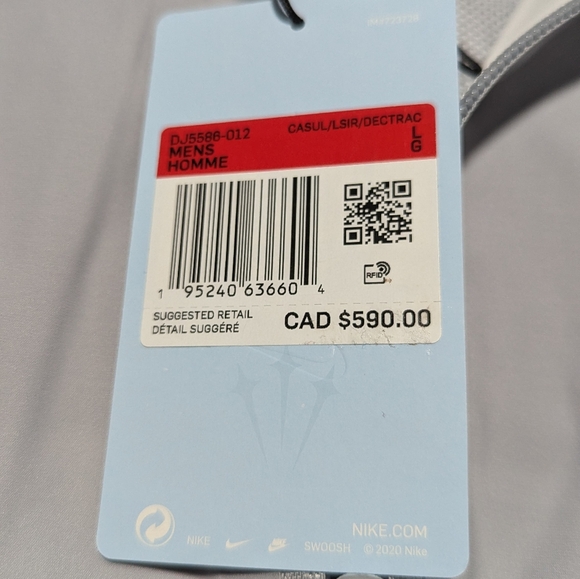 DJ5586-012 CASUL/LSIR/DECTRAC
MENS L
HOMME G
1 95240 63660 4
RFID
SUGGESTED RETAIL
DÉTAIL SUGGÉRÉ
CAD $590.00
NIKE.COM
NIKE SWOOSH © 2020 Nike